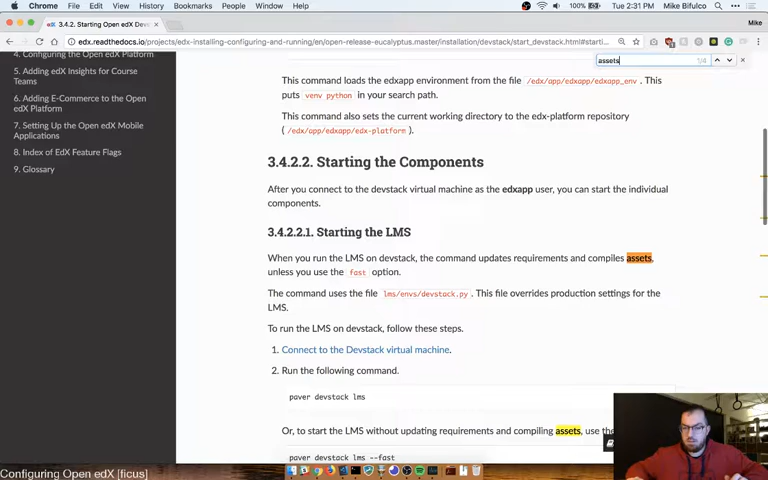 Chrome File Edit View History Bookmarks People Window Help 100% Tue 2:31 PM Mike Bifulco
3.4.2. Starting Open edX Dev Mike
edx.readthedocs.io/projects/edx-installing-configuring-and-running/en/open-release-eucalyptus.master/installation/devstack/start_devstack.html#starti...
assets 1/4
4. Configuring the Open edX Platform
5. Adding edX Insights for Course
Teams
6. Adding E-Commerce to the Open
edX Platform
7. Setting Up the Open edX Mobile
Applications
8. Index of EdX Feature Flags
9. Glossary
This command loads the edxapp environment from the file /edx/app/edxapp/edxapp_env . This
puts venv python in your search path.
This command also sets the current working directory to the edx-platform repository
( /edx/app/edxapp/edx-platform ).
3.4.2.2. Starting the Components
After you connect to the devstack virtual machine as the edxapp user, you can start the individual
components.
3.4.2.2.1. Starting the LMS
When you run the LMS on devstack, the command updates requirements and compiles assets,
unless you use the fast option.
The command uses the file lms/envs/devstack.py . This file overrides production settings for the
LMS.
To run the LMS on devstack, follow these steps.
1. Connect to the Devstack virtual machine.
2. Run the following command.
paver devstack lms
Or, to start the LMS without updating requirements and compiling assets, use the
paver devstack lms --fast
Configuring Open edX [ficus]